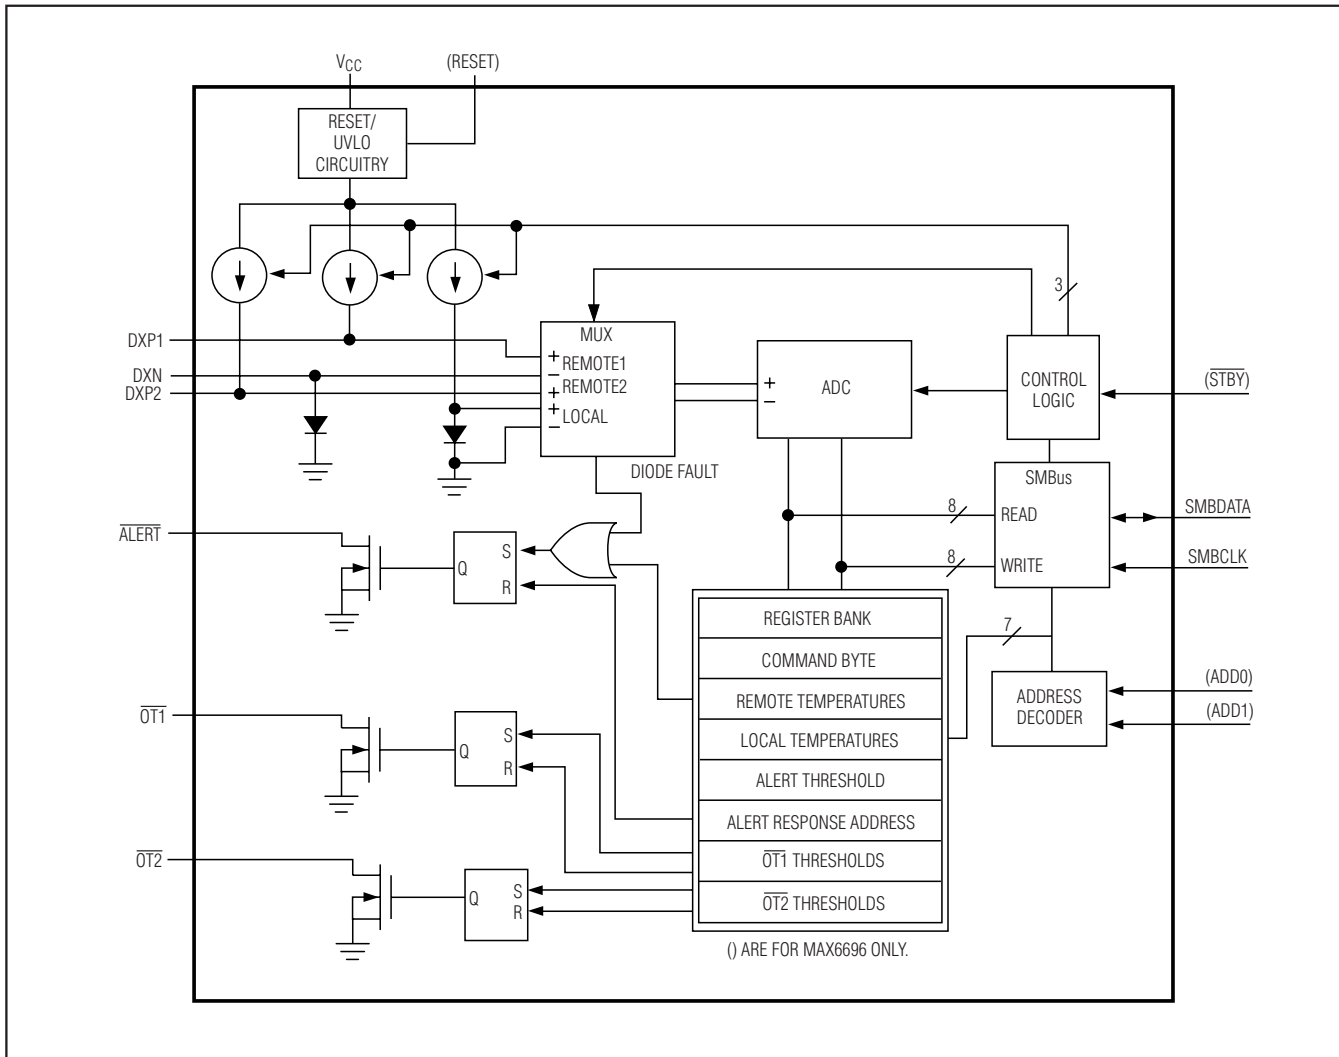 VCC
(RESET)
RESET/
UVLO
CIRCUITRY
3
DXP1
DXN
DXP2
MUX
+
REMOTE1
−
REMOTE2
+
+
LOCAL
−
+
−
ADC
CONTROL
LOGIC
(STBY)
DIODE FAULT
SMBus
8
READ
SMBDATA
8
WRITE
SMBCLK
ALERT
Q
S
R
REGISTER BANK
COMMAND BYTE
REMOTE TEMPERATURES
LOCAL TEMPERATURES
ALERT THRESHOLD
ALERT RESPONSE ADDRESS
OT1 THRESHOLDS
OT2 THRESHOLDS
7
ADDRESS
DECODER
(ADD0)
(ADD1)
OT1
Q
S
R
OT2
Q
S
R
() ARE FOR MAX6696 ONLY.